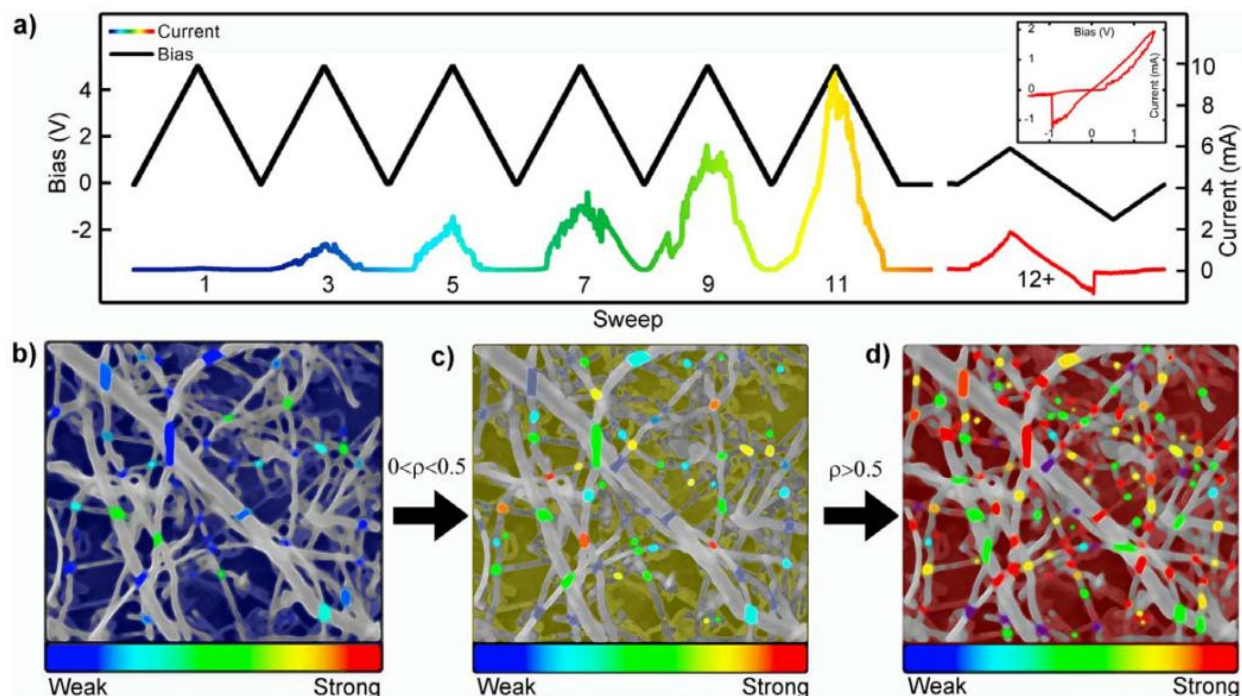 a)
Current
Bias
Bias (V)
4
2
0
-2
1
3
5
7
9
11
12+
Sweep
10
8
6
4
2
0
Current (mA)
2
1
0
-1
Bias (V)
Current (mA)
-1
0
1
b)
Weak
Strong
0<ρ<0.5
c)
Weak
Strong
ρ>0.5
d)
Weak
Strong